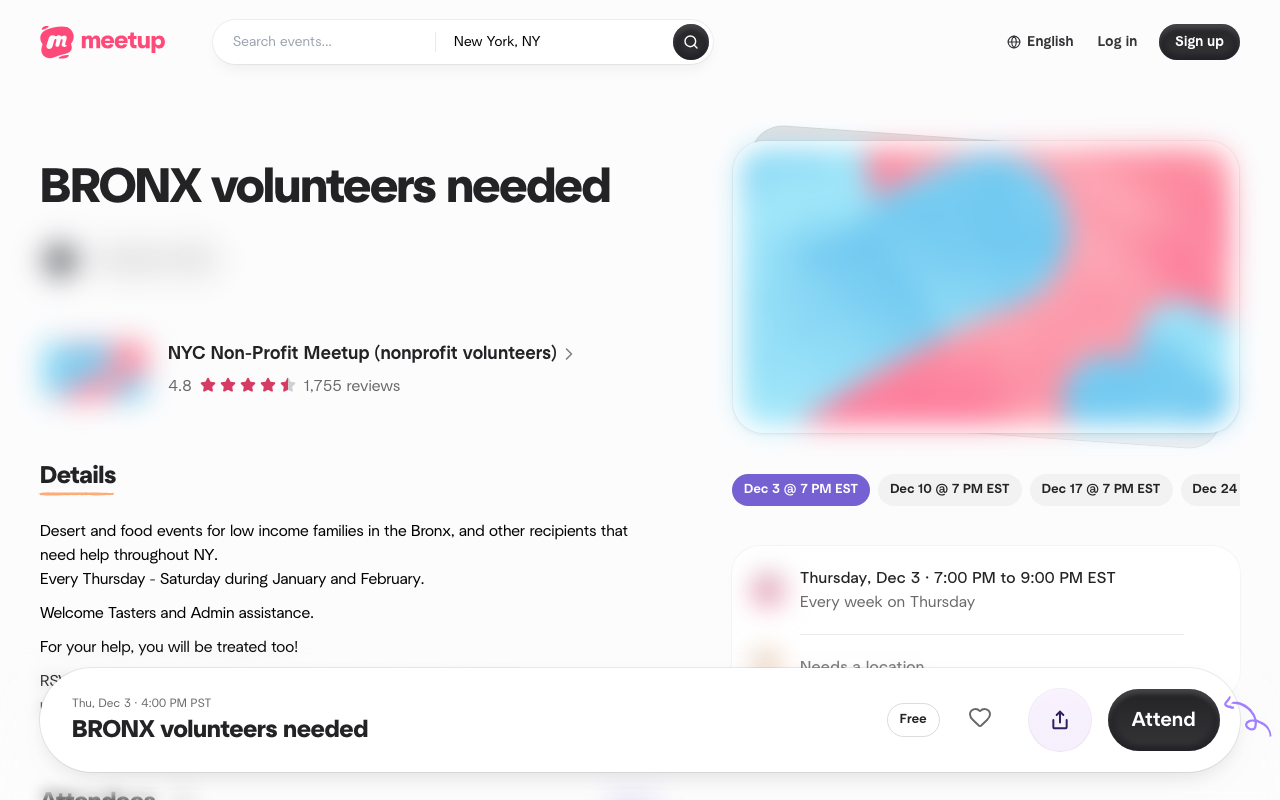 meetup
Search events...
New York, NY
English
Log in
Sign up
BRONX volunteers needed
NYC Non-Profit Meetup (nonprofit volunteers)
4.8
1,755 reviews
Details
Desert and food events for low income families in the Bronx, and other recipients that
need help throughout NY.
Every Thursday - Saturday during January and February.
Welcome Tasters and Admin assistance.
For your help, you will be treated too!
Dec 3 @ 7 PM EST
Dec 10 @ 7 PM EST
Dec 17 @ 7 PM EST
Dec 24
Thursday, Dec 3 · 7:00 PM to 9:00 PM EST
Every week on Thursday
Needs a location
Thu, Dec 3 · 4:00 PM PST
BRONX volunteers needed
Free
Attend
Attendees